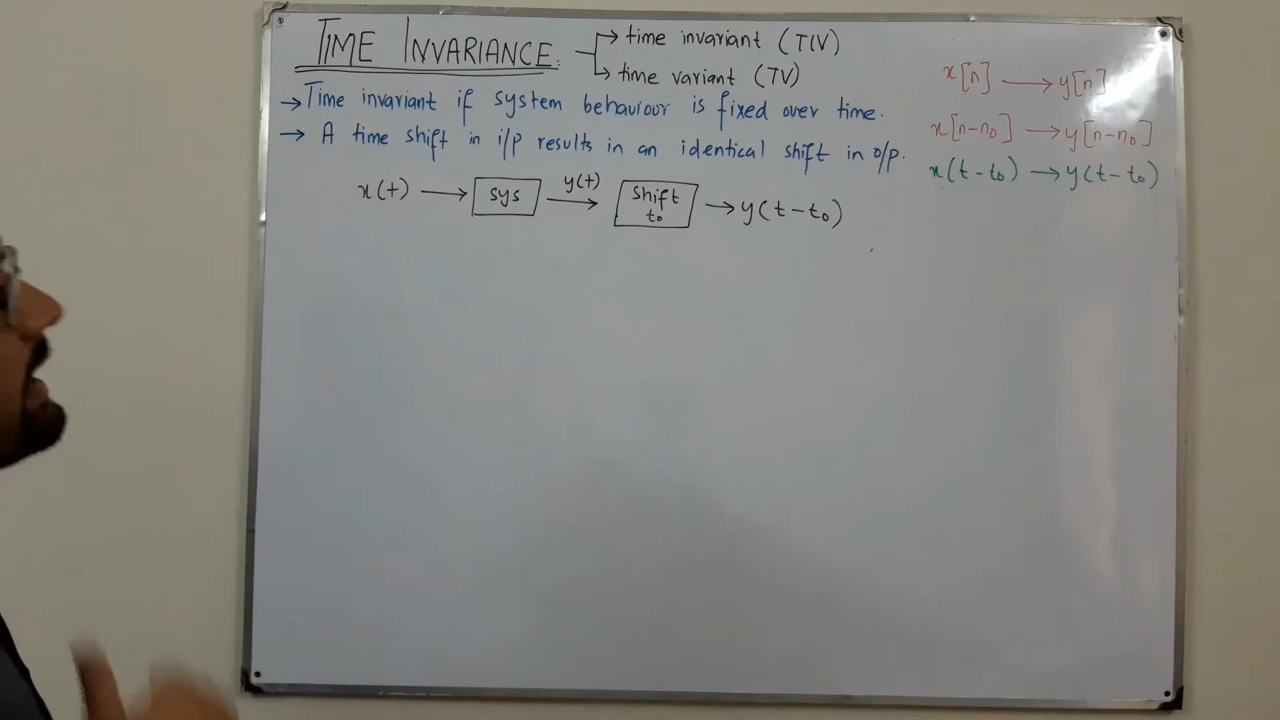 TIME INVARIANCE. → time invariant (TIV)
→ time variant (TV)
→ Time invariant if system behaviour is fixed over time.
→ A time shift in i/p results in an identical shift in o/p.
x(t) → sys y(t) → shift t₀ → y(t-t₀)
x[n] → y[n]
x[n-n₀] → y[n-n₀]
x(t-t₀) → y(t-t₀)